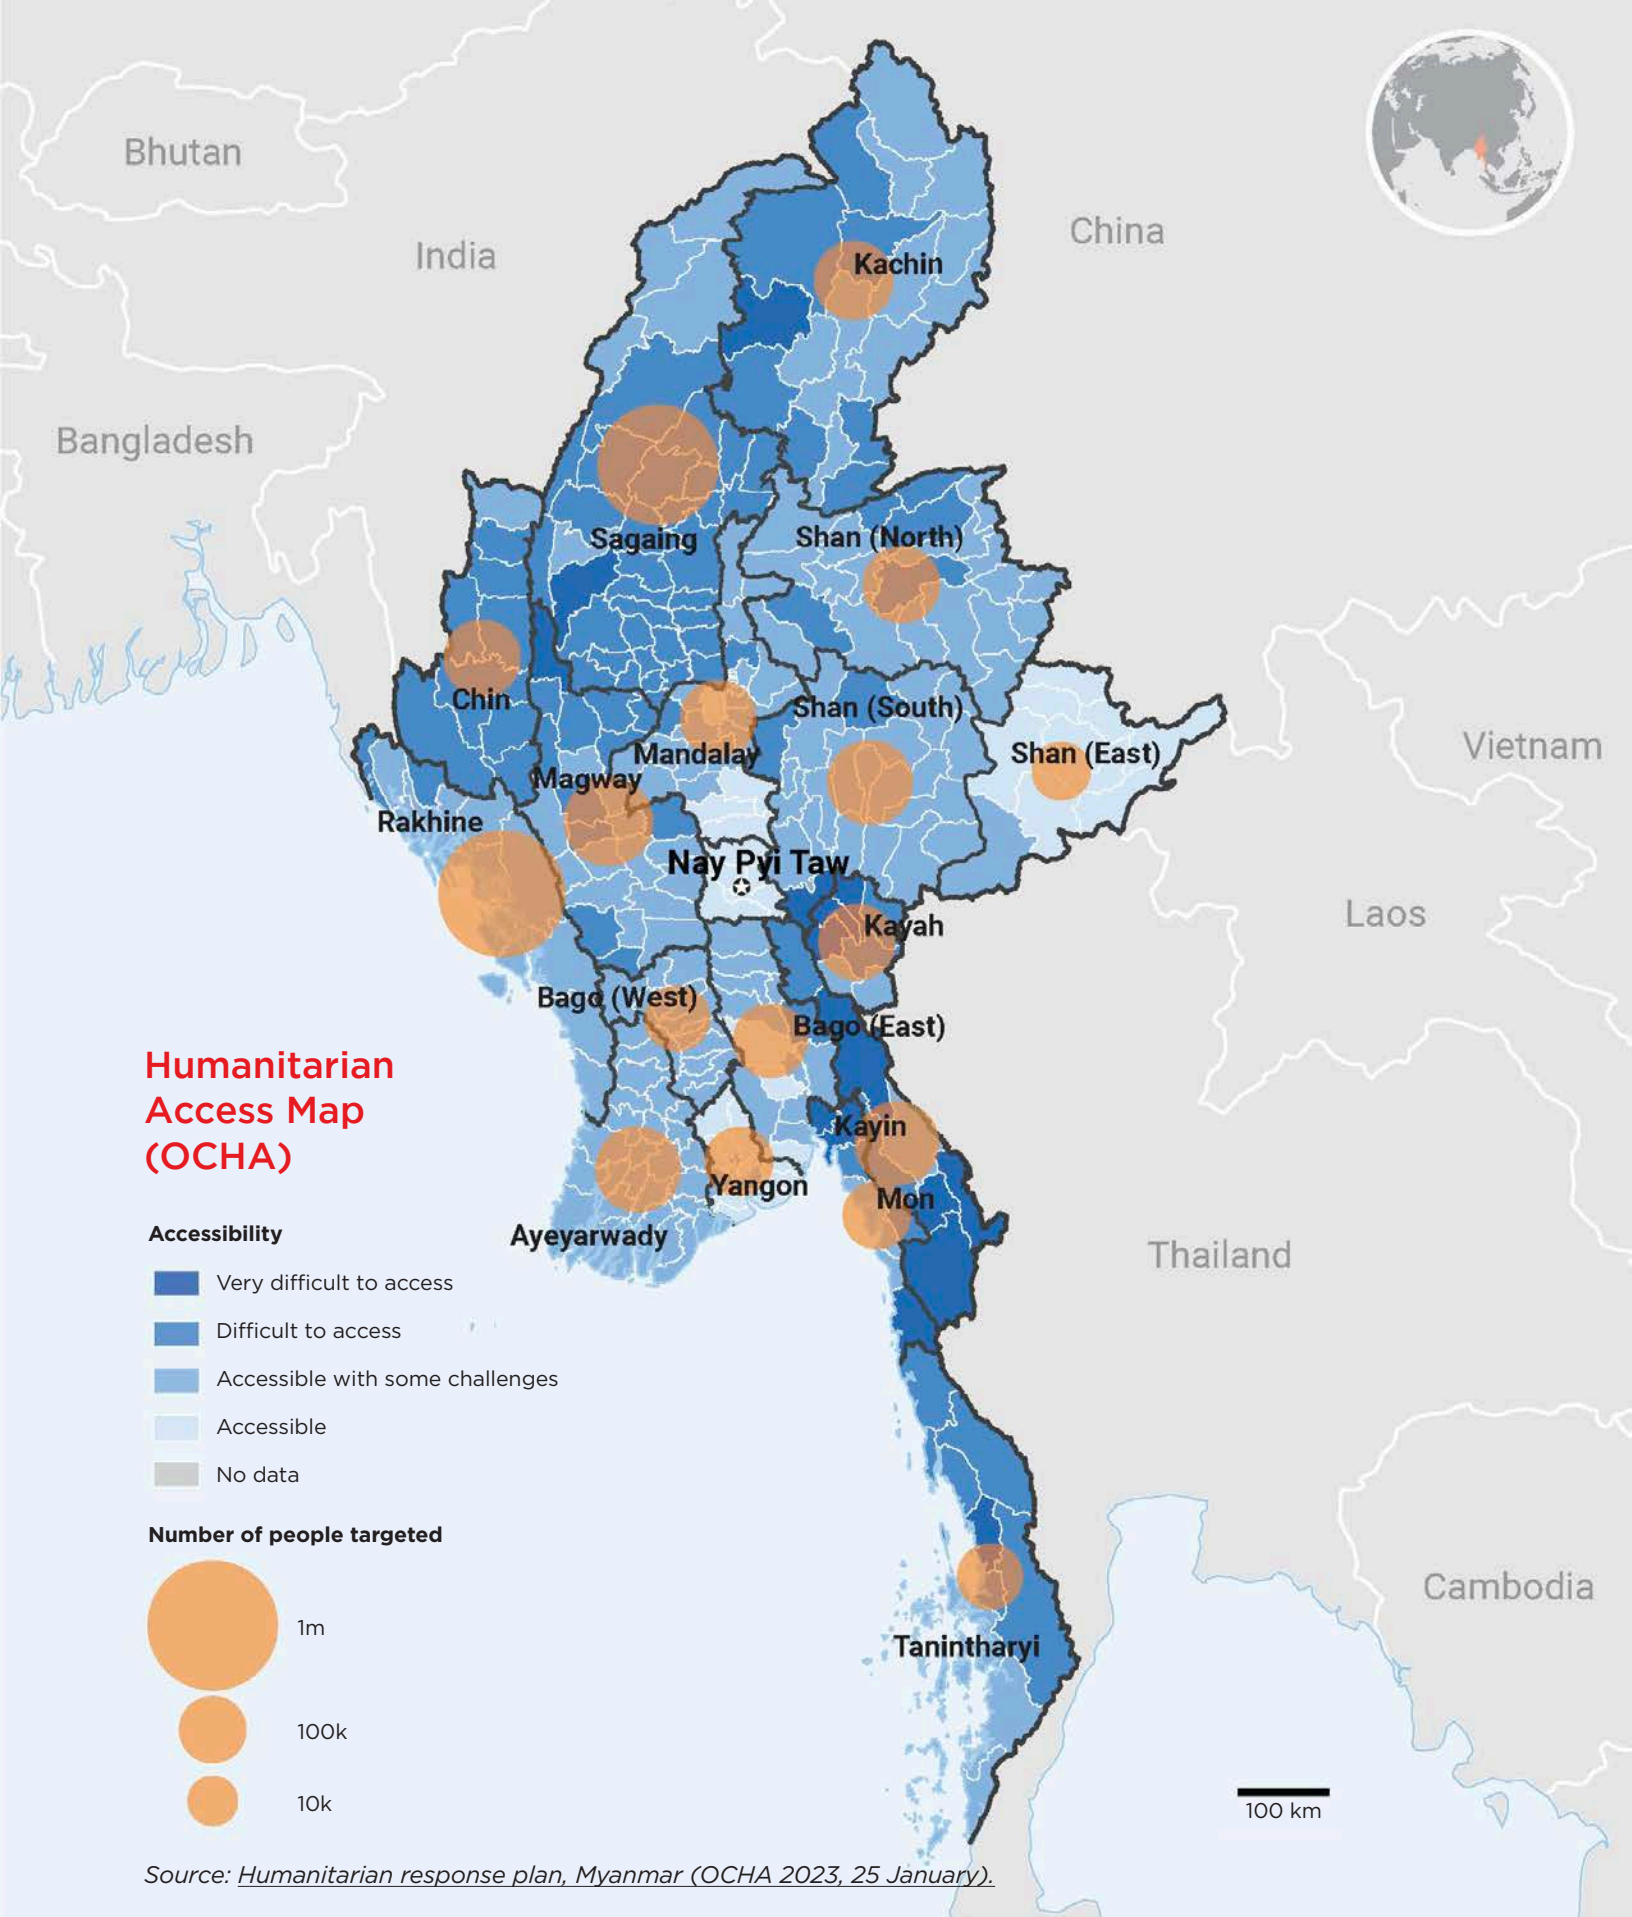 Bhutan
China
India
Kachin
Bangladesh
Sagaing
Shan (North)
Chin
Shan (South)
Vietnam
Mandalay
Shan (East)
Magway
Rakhine
Nay Pyi Taw
Laos
Kayah
Bago (West)
Bago (East)
Humanitarian
Access Map
(OCHA)
Kayin
Yangon
Mon
Ayeyarwady
Thailand
Accessibility
Very difficult to access
Difficult to access
Accessible with some challenges
Accessible
No data
Number of people targeted
1m
100k
10k
Cambodia
Tanintharyi
100 km
Source: Humanitarian response plan, Myanmar (OCHA 2023, 25 January).